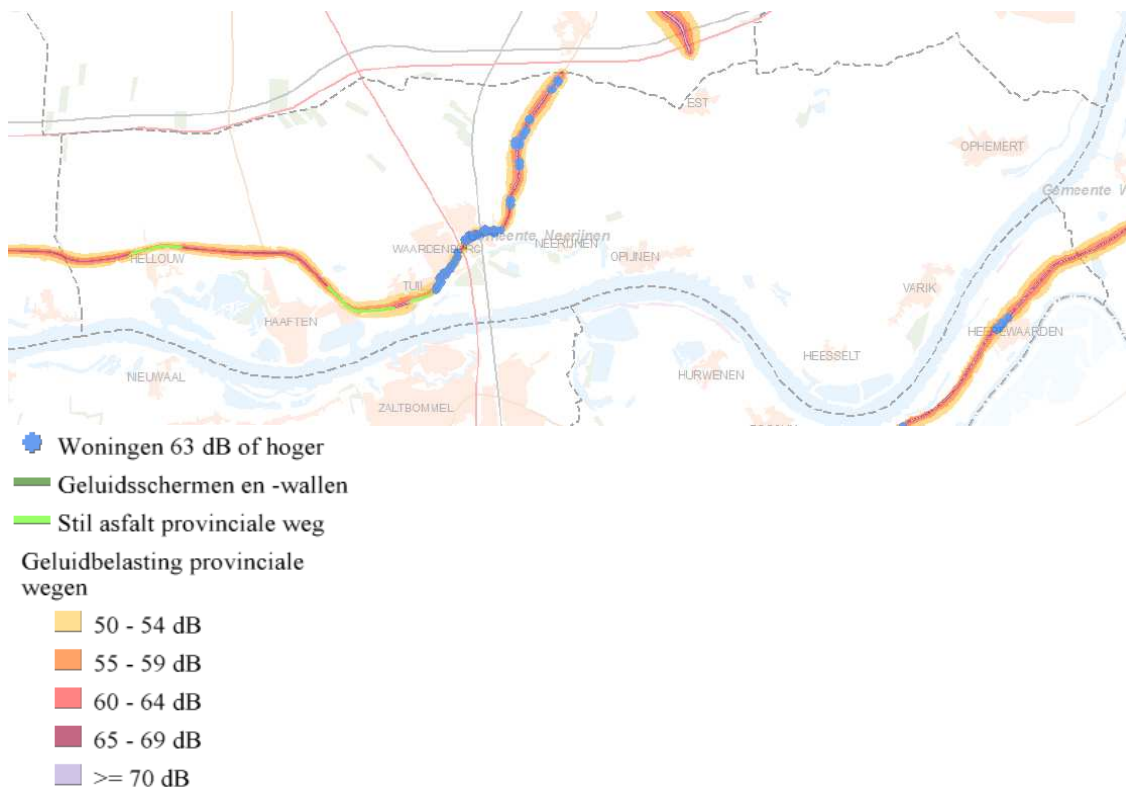 EST
OPHEMERT
Gemeente W
WAARDENBURG
meente Neerijnen
NEERIJNEN
HELLOUW
OPIJNEN
TUIL
VARIK
HAAFTEN
HEEREWAARDEN
HEESSELT
NIEUWAAL
HURWENEN
ZALTBOMMEL
Woningen 63 dB of hoger
Geluidsschermen en -wallen
Stil asfalt provinciale weg
Geluidbelasting provinciale
wegen
50 - 54 dB
55 - 59 dB
60 - 64 dB
65 - 69 dB
>= 70 dB